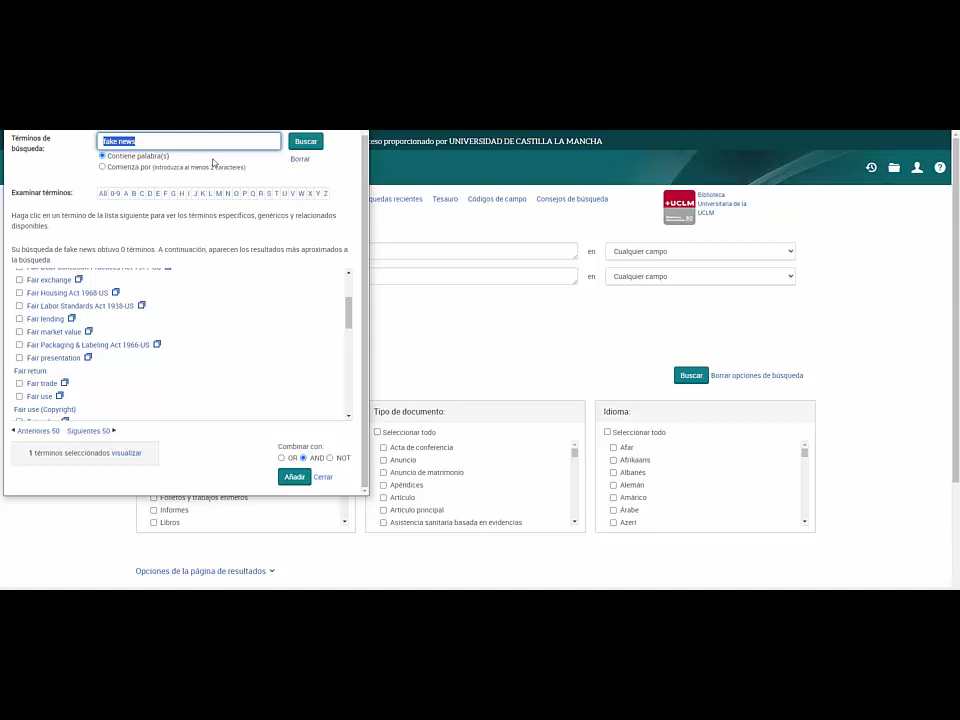 Términos de búsqueda:
fake news
Buscar
Contiene palabra(s)
Borrar
Comienza por (introduzca al menos 2 caracteres)
Examinar términos:
All 0-9 A B C D E F G H I J K L M N O P Q R S T U V W X Y Z
Haga clic en un término de la lista siguiente para ver los términos específicos, genéricos y relacionados
disponibles.
Su búsqueda de fake news obtuvo 0 términos. A continuación, aparecen los resultados más aproximados a
la búsqueda.
Fair exchange
Fair Housing Act 1968-US
Fair Labor Standards Act 1938-US
Fair lending
Fair market value
Fair Packaging & Labeling Act 1966-US
Fair presentation
Fair return
Fair trade
Fair use
Fair use (Copyright)
Anteriores 50 Siguientes 50
1 términos seleccionados visualizar
Combinar con:
OR AND NOT
Añadir Cerrar
ceso proporcionado por UNIVERSIDAD DE CASTILLA LA MANCHA
quedas recientes Tesauro Códigos de campo Consejos de búsqueda
+UCLM
Biblioteca
Universitaria de la
UCLM
en Cualquier campo
en Cualquier campo
Buscar Borrar opciones de búsqueda
Folletos y trabajos efímeros
Informes
Libros
Tipo de documento:
Seleccionar todo
Acta de conferencia
Anuncio
Anuncio de matrimonio
Apéndices
Artículo
Artículo principal
Asistencia sanitaria basada en evidencias
Idioma:
Seleccionar todo
Afar
Afrikaans
Albanés
Alemán
Amárico
Árabe
Azerí
Opciones de la página de resultados